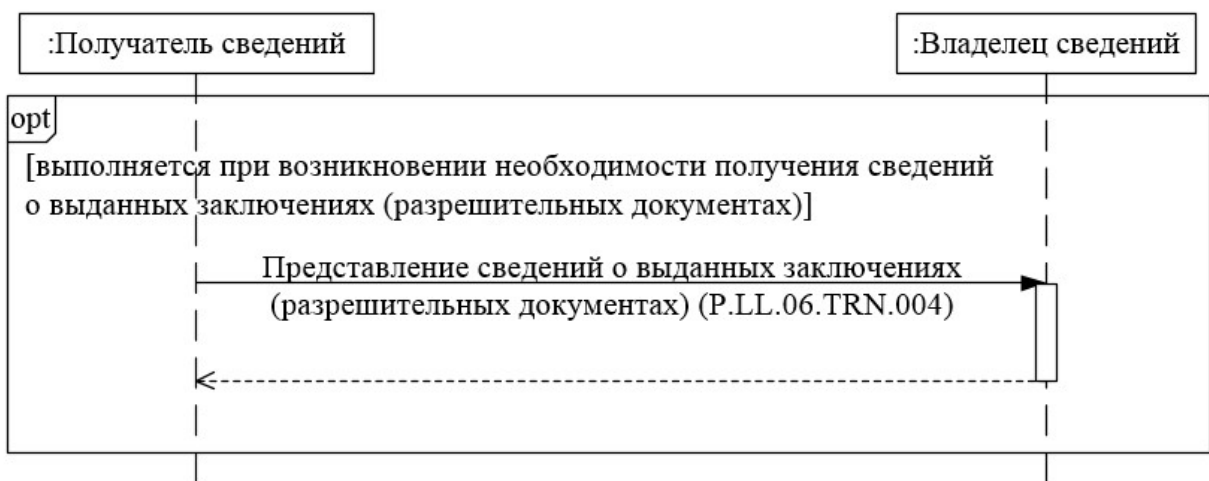 :Получатель сведений
:Владелец сведений
opt
[выполняется при возникновении необходимости получения сведений
о выданных заключениях (разрешительных документах)]
Представление сведений о выданных заключениях
(разрешительных документах) (P.LL.06.TRN.004)